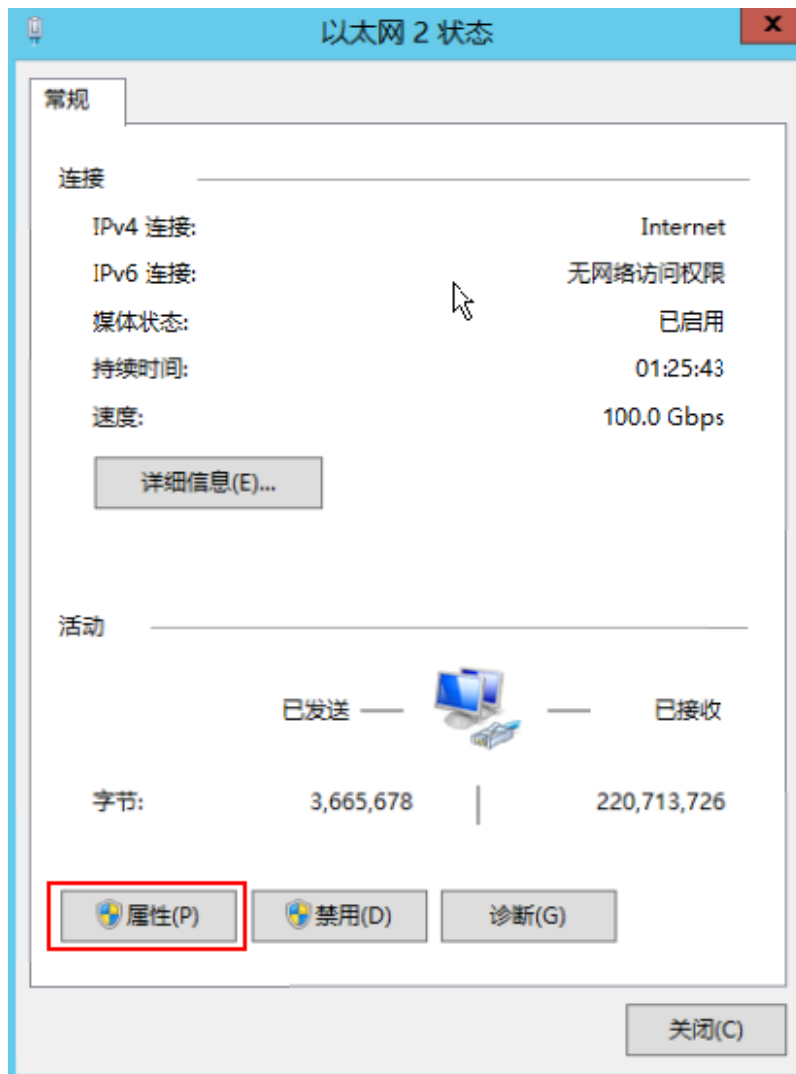 以太网 2 状态
常规
连接
IPv4 连接: Internet
IPv6 连接: 无网络访问权限
媒体状态: 已启用
持续时间: 01:25:43
速度: 100.0 Gbps
详细信息(E)...
活动
已发送 已接收
字节: 3,665,678 220,713,726
属性(P) 禁用(D) 诊断(G)
关闭(C)